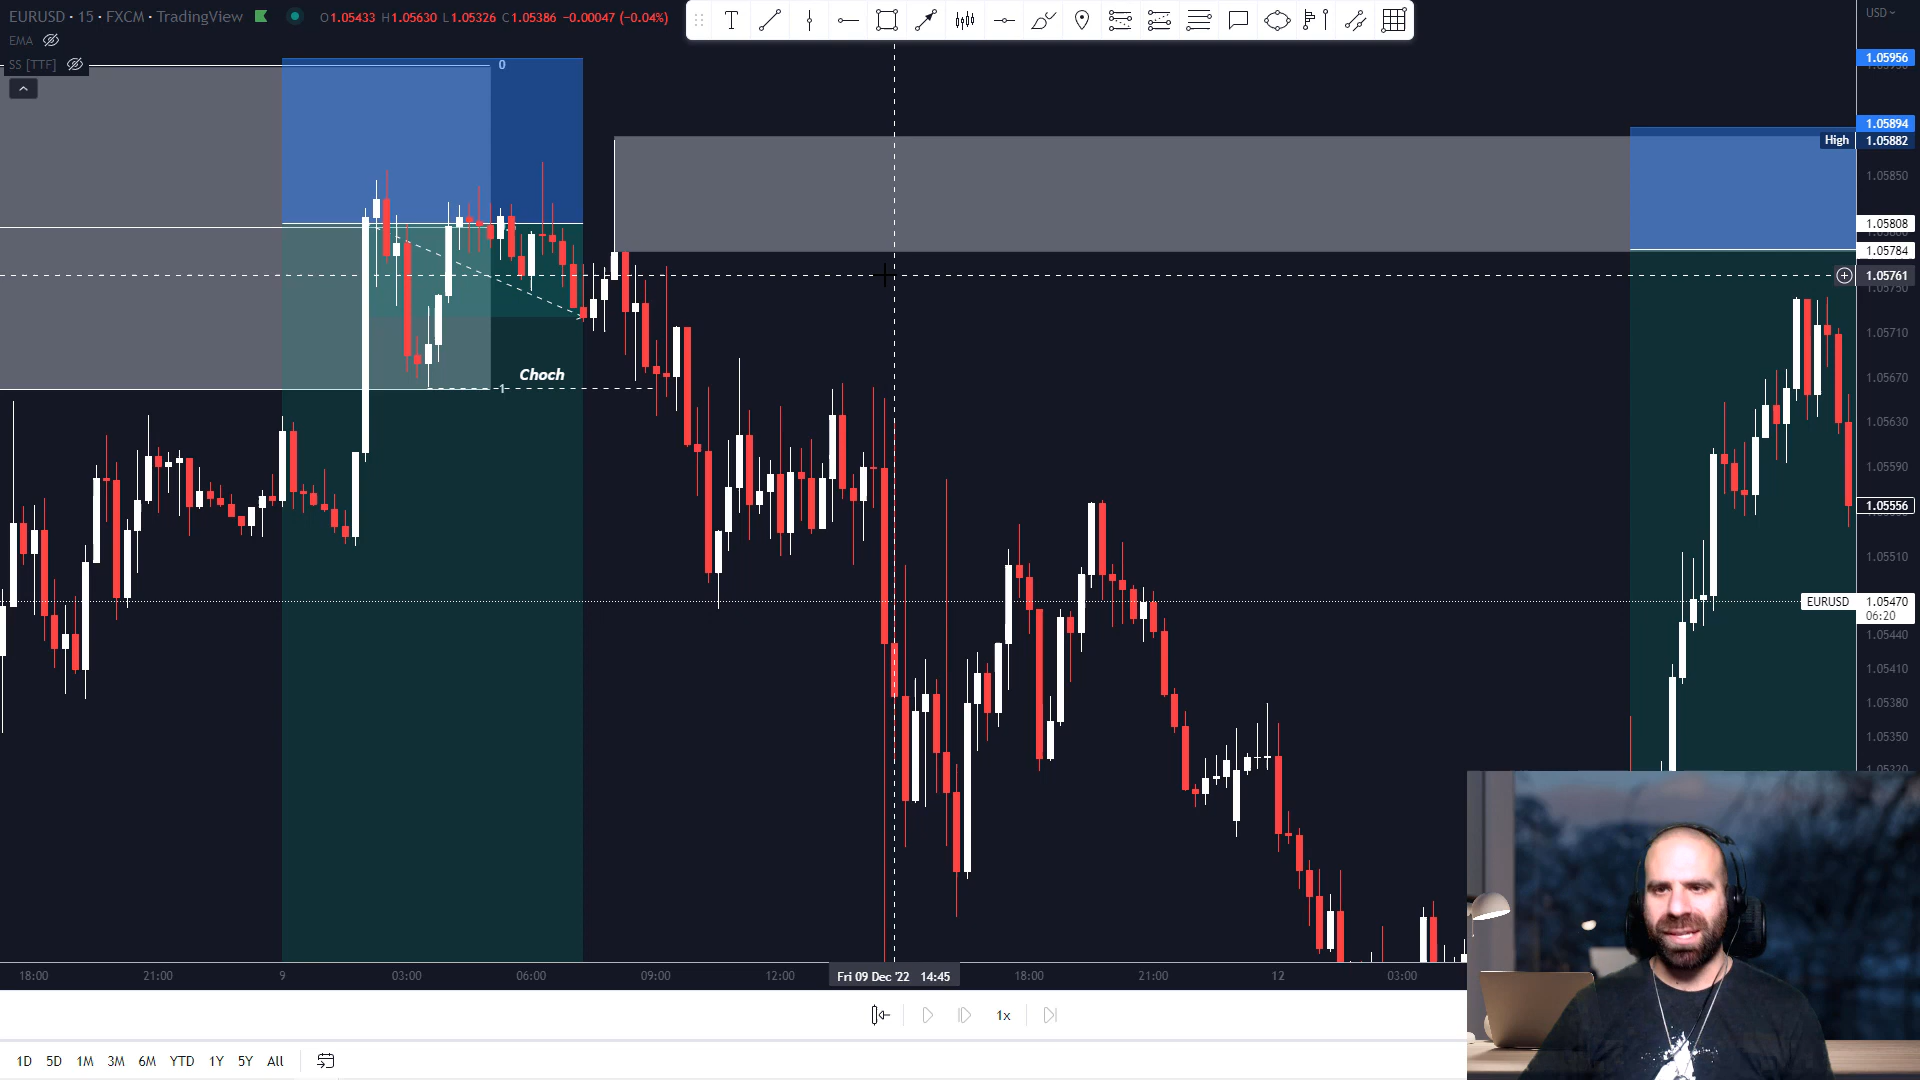 EURUSD · 15 · FXCM · TradingView O1.05433 H1.05630 L1.05326 C1.05386 −0.00047 (−0.04%)
EMA
SS [TTF]
0
Choch
1
USD
1.05956
1.05894
High 1.05882
1.05850
1.05808
1.05784
1.05761
1.05750
1.05710
1.05670
1.05630
1.05590
1.05556
1.05510
EURUSD 1.05470
06:20
1.05440
1.05410
1.05380
1.05350
1.05320
18:00 21:00 9 03:00 06:00 09:00 12:00 Fri 09 Dec '22 14:45 18:00 21:00 12 03:00
1x
1D 5D 1M 3M 6M YTD 1Y 5Y All